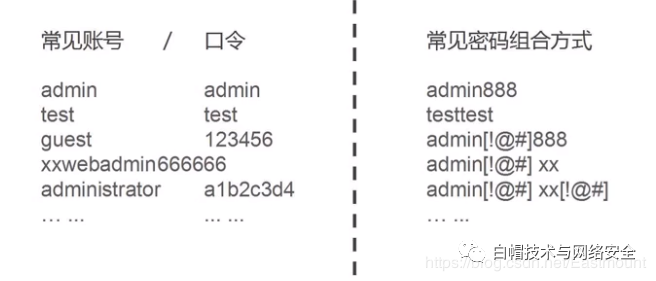 常见账号 / 口令
admin admin
test test
guest 123456
xxwebadmin666666
administrator a1b2c3d4
... ... ... ...
常见密码组合方式
admin888
testtest
admin[!@#]888
admin[!@#] xx
admin[!@#] xx[!@#]
... ...
白帽技术与网络安全
https://blog.csdn.net/Eastmount